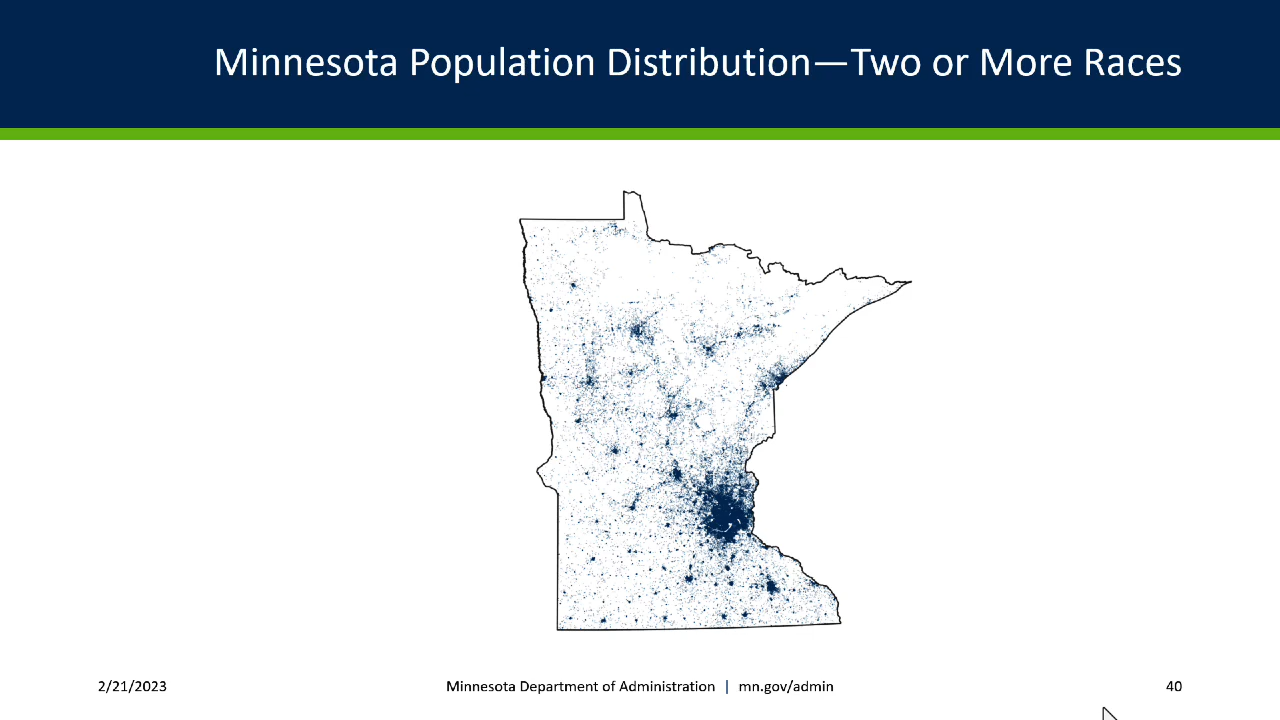 Minnesota Population Distribution—Two or More Races
2/21/2023
Minnesota Department of Administration | mn.gov/admin
40